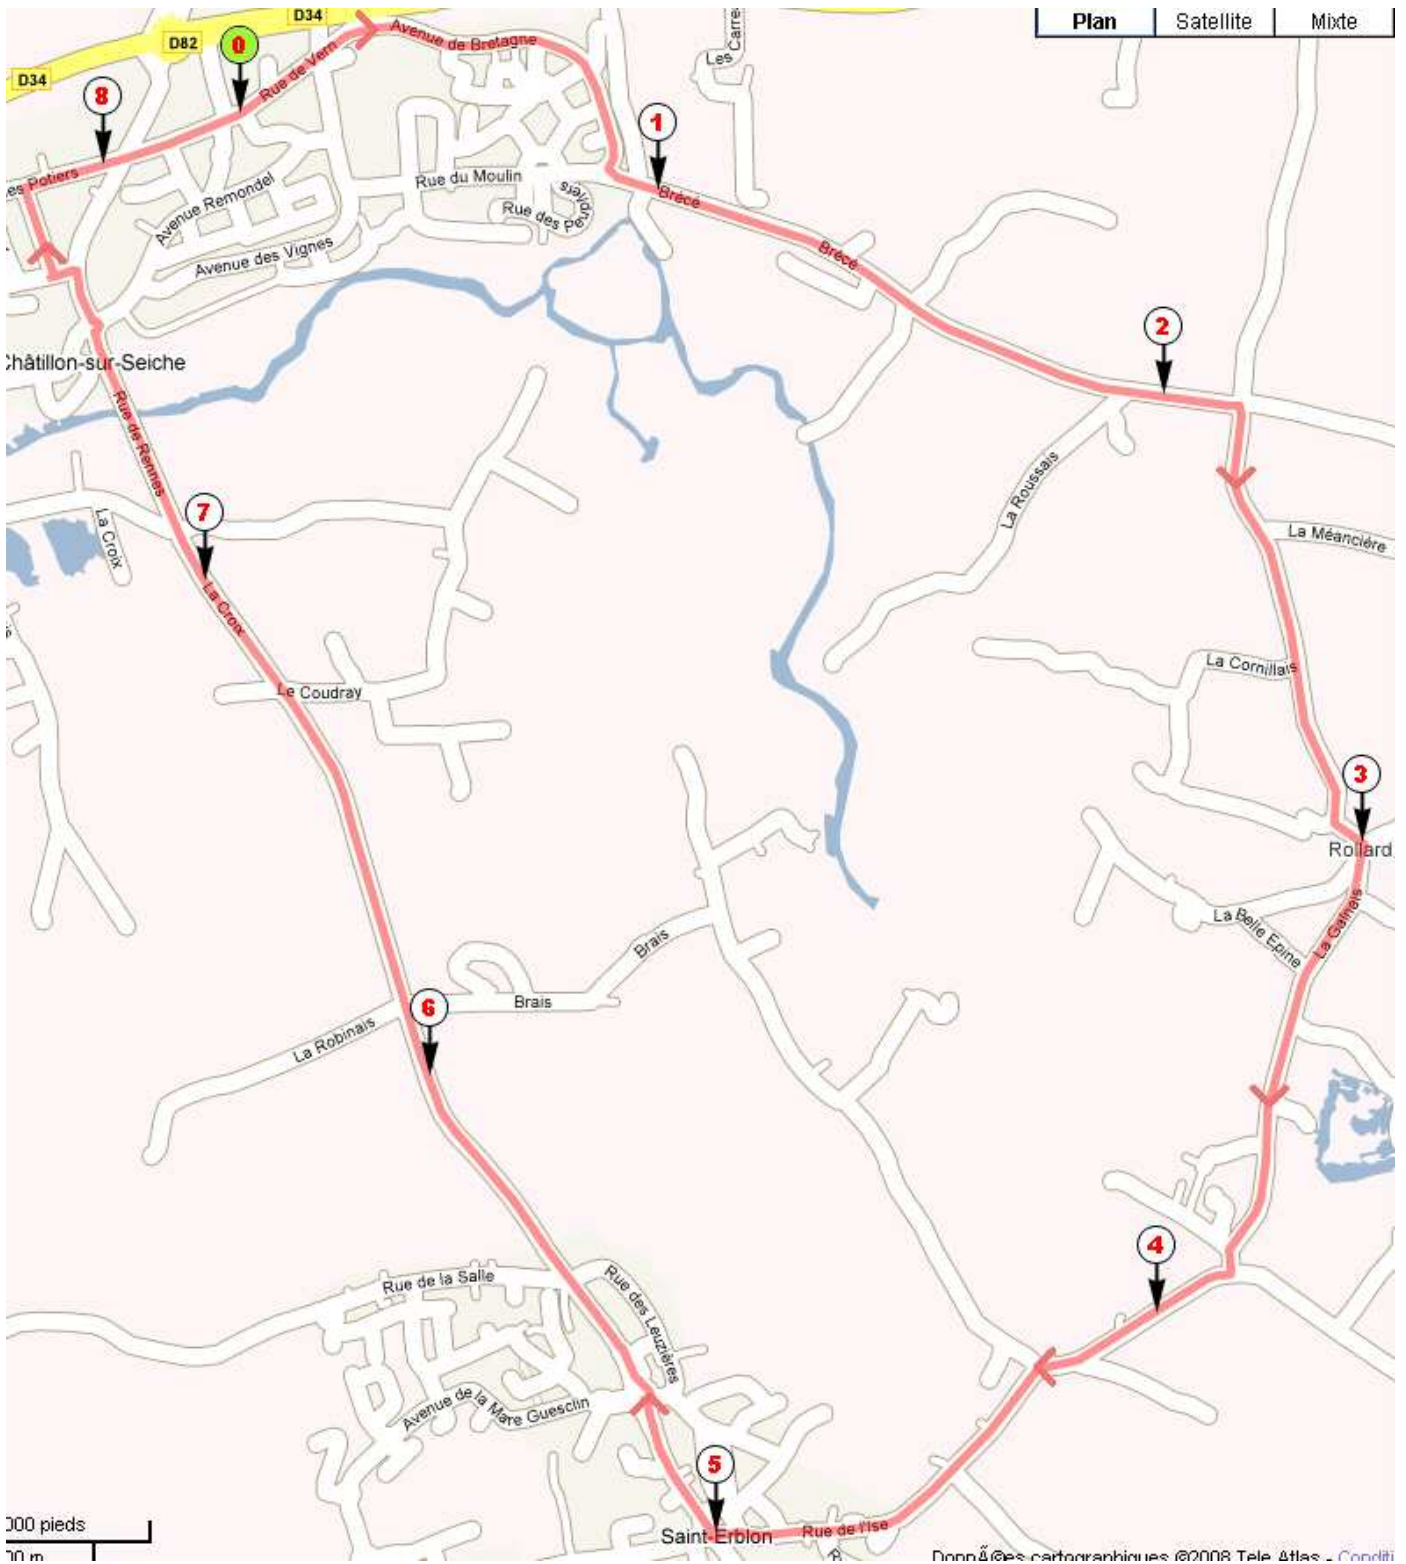 D34
Plan
Satellite
Mixte
D82
0
Rue de Vern
Avenue de Bretagne
Les Carre
D34
8
1
es Potiers
Rue du Moulin
Avenue Remondel
Rue des Peupliers
Brécé
Avenue des Vignes
Brécé
2
Châtillon-sur-Seiche
Rue de Rennes
La Roussais
7
La Croix
La Méancière
La Croix
La Cornillais
Le Coudray
3
Rollard
La Belle Epine
La Galnais
Brais
Brais
6
La Robinais
4
Rue de la Salle
Rue des Leuzières
Avenue de la Mare Guesclin
5
000 pieds
Saint-Erblon
Rue de l'Ise
R
00 m
DonnÃ©es cartographiques ©2008 Tele Atlas - Conditi